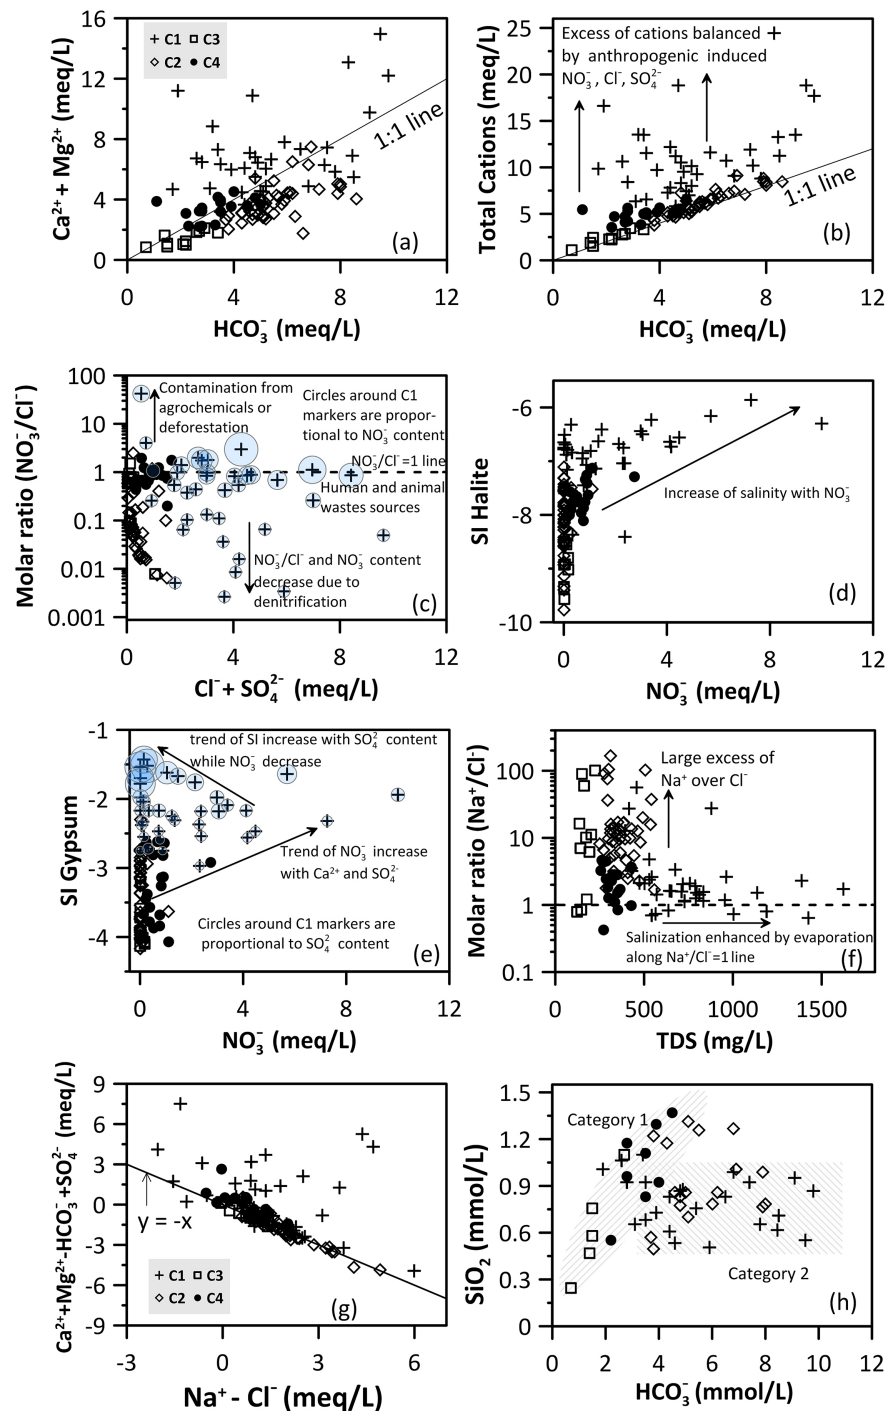 16
12
8
4
0
Ca²⁺ + Mg²⁺ (meq/L)
C1 C3
C2 C4
1:1 line
(a)
0 4 8 12
HCO₃⁻ (meq/L)
25
20
15
10
5
0
Total Cations (meq/L)
Excess of cations balanced
by anthropogenic induced
NO₃⁻, Cl⁻, SO₄²⁻
1:1 line
(b)
0 4 8 12
HCO₃⁻ (meq/L)
100
10
1
0.1
0.01
0.001
Molar ratio (NO₃⁻/Cl⁻)
Contamination from
agrochemicals or
deforestation
Circles around C1
markers are propor-
tional to NO₃⁻ content
NO₃⁻/Cl⁻=1 line
Human and animal
wastes sources
NO₃⁻/Cl⁻ and NO₃⁻ content
decrease due to
denitrification
(c)
0 4 8 12
Cl⁻+ SO₄²⁻ (meq/L)
-6
-8
-10
SI Halite
Increase of salinity with NO₃⁻
(d)
0 4 8 12
NO₃⁻ (meq/L)
-1
-2
-3
-4
SI Gypsum
trend of SI increase with SO₄² content
while NO₃⁻ decrease
Trend of NO₃⁻ increase
with Ca²⁺ and SO₄²⁻
Circles around C1 markers are
proportional to SO₄² content
(e)
0 4 8 12
NO₃⁻ (meq/L)
100
10
1
0.1
Molar ratio (Na⁺/Cl⁻)
Large excess of
Na⁺ over Cl⁻
Salinization enhanced by evaporation
along Na⁺/Cl⁻=1 line
(f)
0 500 1000 1500
TDS (mg/L)
9
6
3
0
-3
-6
-9
Ca²⁺+Mg²⁺-HCO₃⁻+SO₄²⁻ (meq/L)
y = -x
C1 C3
C2 C4
(g)
-3 0 3 6
Na⁺ - Cl⁻ (meq/L)
1.5
1.2
0.9
0.6
0.3
0
SiO₂ (mmol/L)
Category 1
Category 2
(h)
0 2 4 6 8 10 12
HCO₃⁻ (mmol/L)